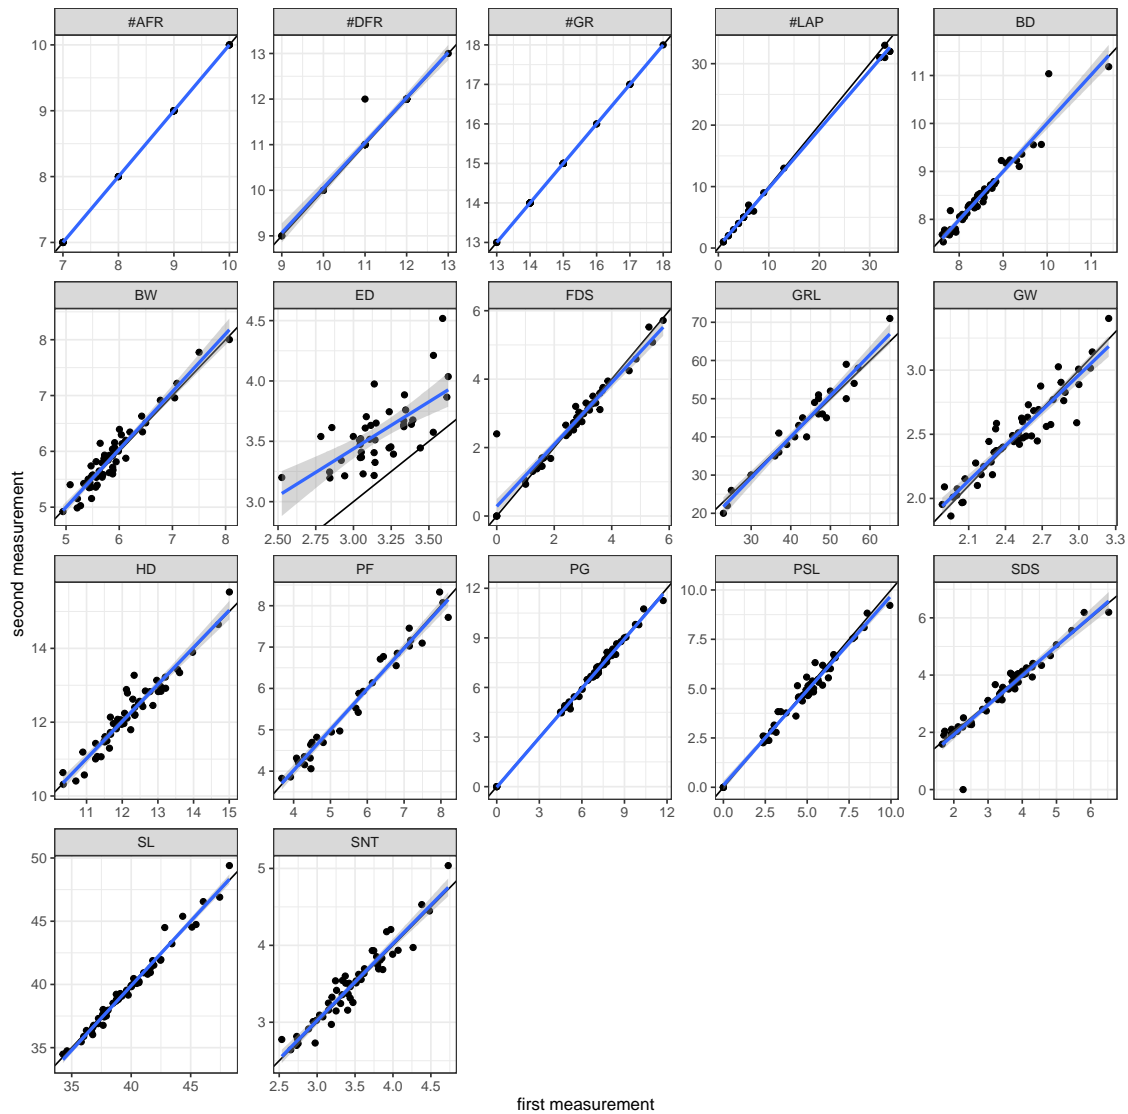 #AFR #DFR #GR #LAP BD
10 9 8 7
7 8 9 10
13 12 10 9
9 10 11 12 13
18 17 16 15 14 13
13 14 15 16 17 18
30 20 10 0
0 10 20 30
11 10 9 8
8 9 10 11
BW ED FDS GRL GW
8 7 6 5
5 6 7 8
4.5 4.0 3.5 3.0
2.50 2.75 3.00 3.25 3.50
6 4 2 0
0 2 4 6
70 60 50 40 30 20
30 40 50 60
3.0 2.6 2.0
2.1 2.4 2.7 3.0 3.3
second measurement
HD PF PG PSL SDS
14 12 10
11 12 13 14 15
8 7 6 5 4
4 5 6 7 8
12 9 6 3 0
0 3 6 9 12
10.0 7.5 5.0 2.5 0.0
0.0 2.5 5.0 7.5 10.0
6 4 2 0
2 3 4 5 6
SL SNT
50 45 40 35
35 40 45
5 4 3
2.5 3.0 3.5 4.0 4.5
first measurement